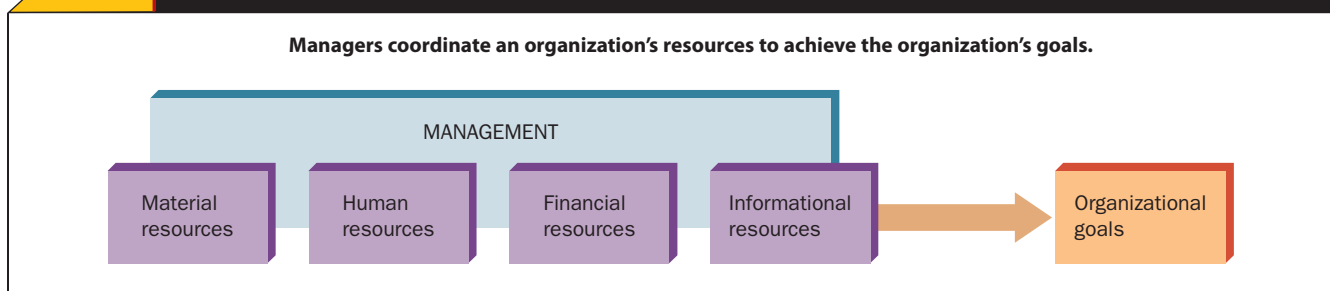 Managers coordinate an organization’s resources to achieve the organization’s goals.
MANAGEMENT
Material
resources
Human
resources
Financial
resources
Informational
resources
Organizational
goals